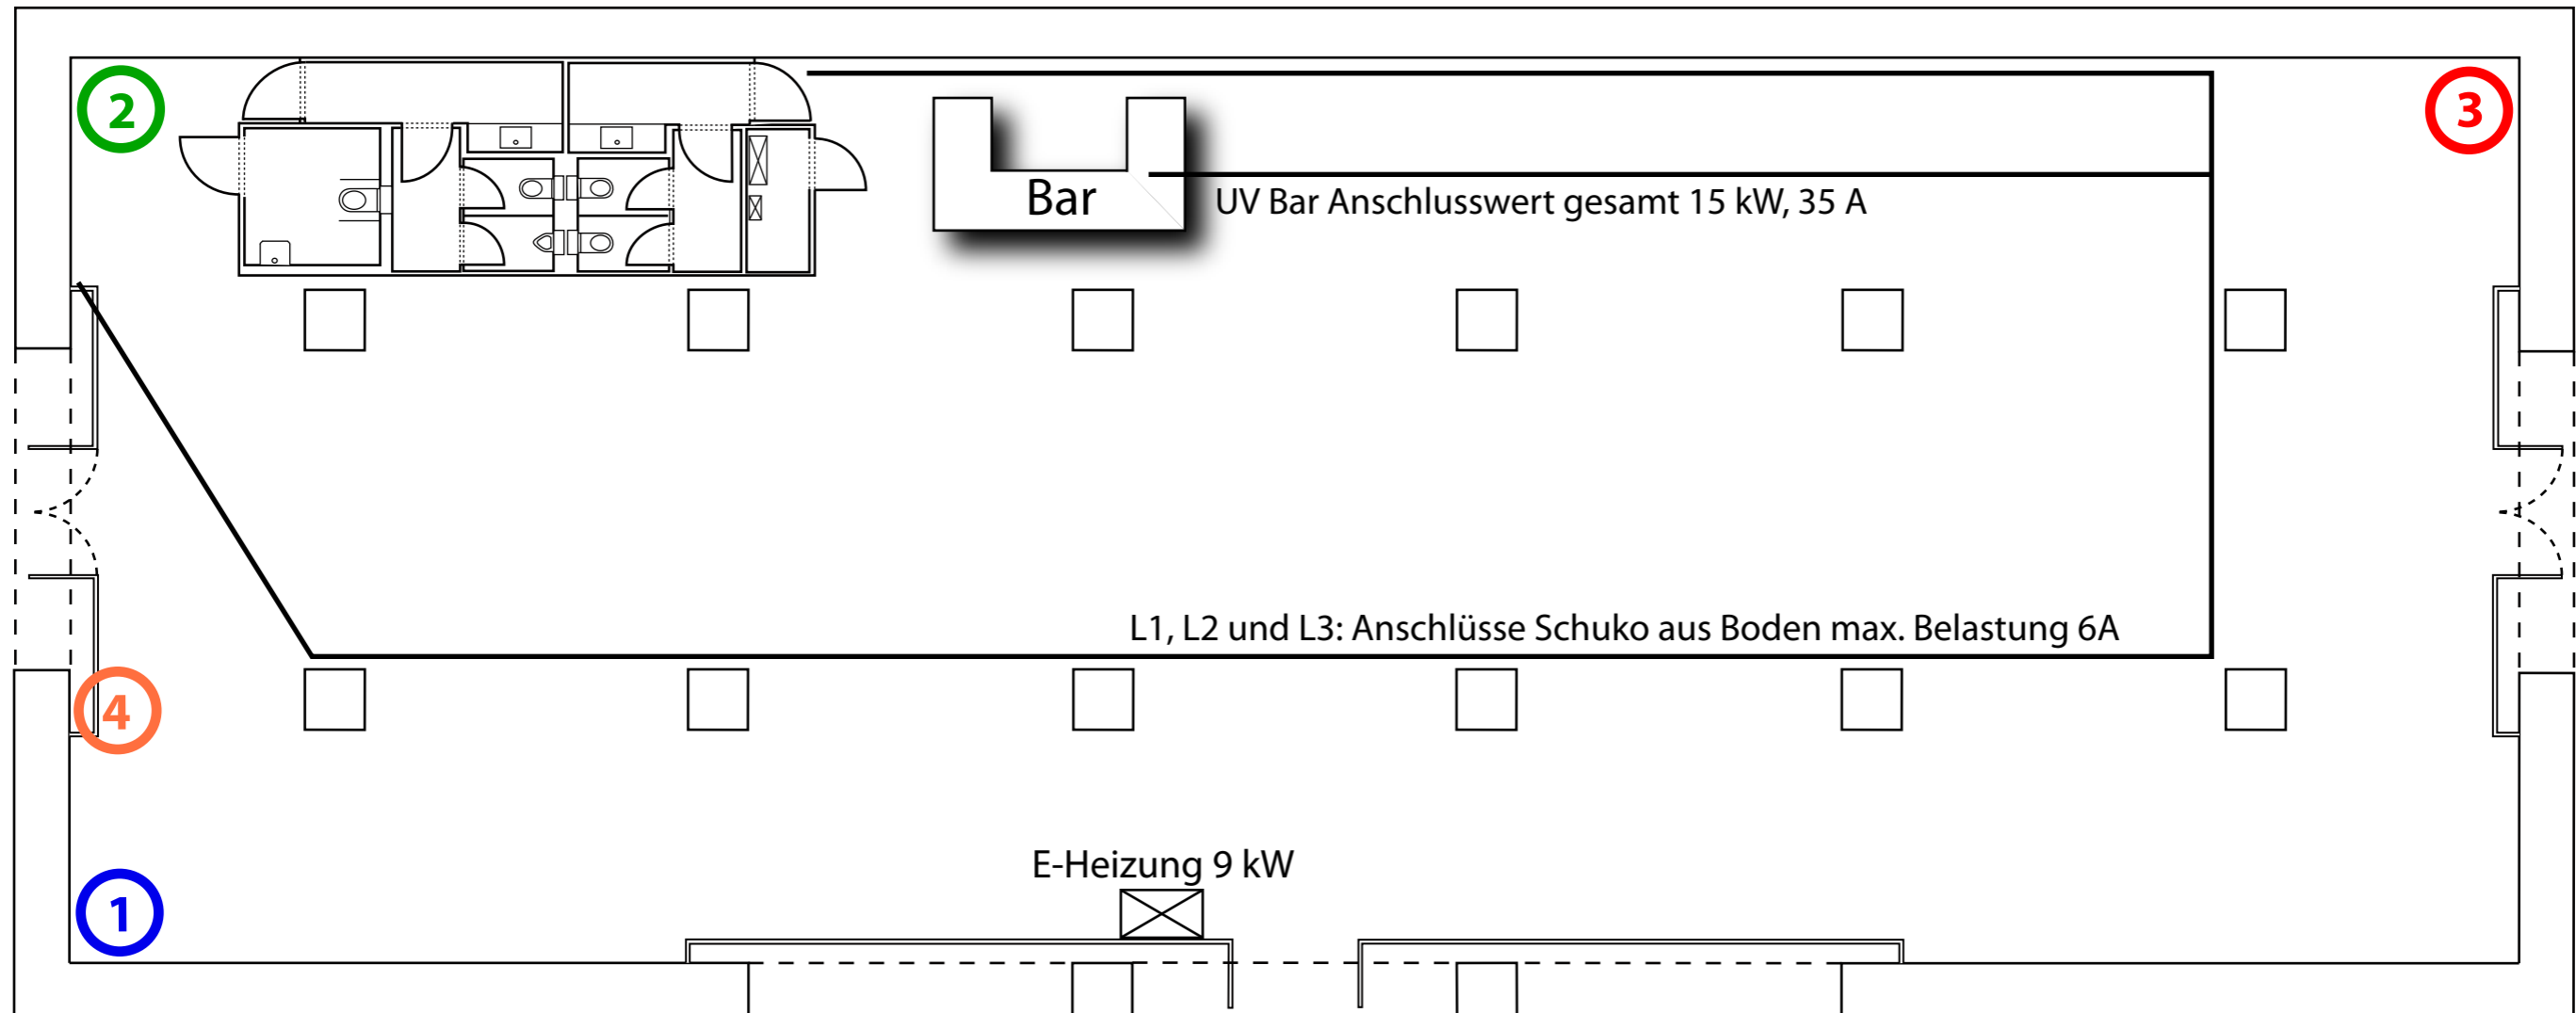 2
3
Bar
UV Bar Anschlusswert gesamt 15 kW, 35 A
L1, L2 und L3: Anschlüsse Schuko aus Boden max. Belastung 6A
4
E-Heizung 9 kW
1